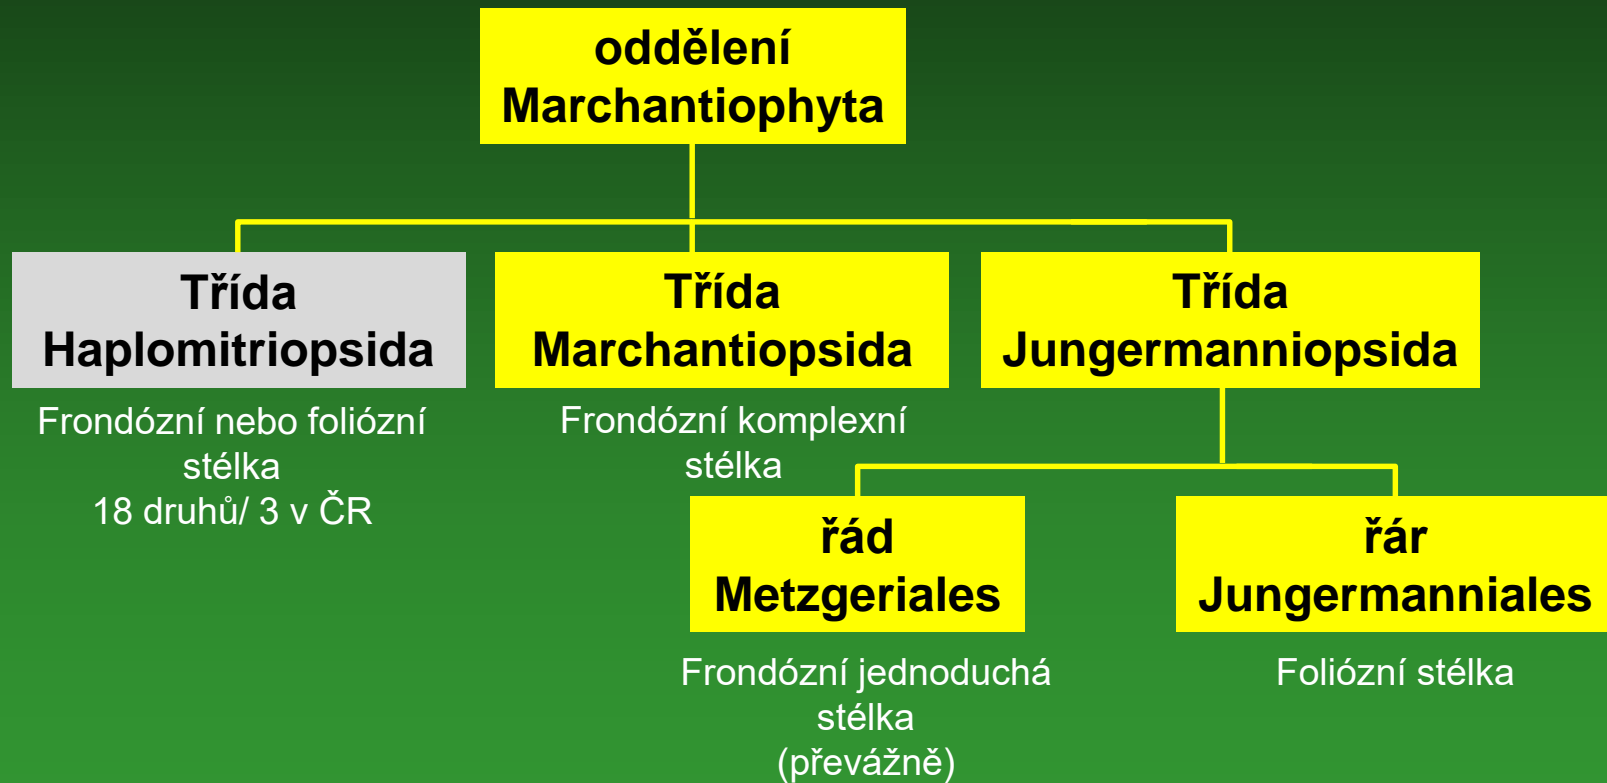 oddělení
Marchantiophyta
Třída
Haplomitriopsida
Frondózní nebo foliózní
stélka
18 druhů/ 3 v ČR
Třída
Marchantiopsida
Frondózní komplexní
stélka
Třída
Jungermanniopsida
řád
Metzgeriales
Frondózní jednoduchá
stélka
(převážně)
řár
Jungermanniales
Foliózní stélka